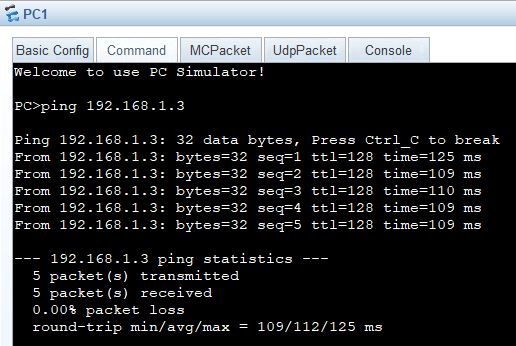 PC1
Basic Config Command MCPacket UdpPacket Console
Welcome to use PC Simulator!
PC>ping 192.168.1.3
Ping 192.168.1.3: 32 data bytes, Press Ctrl_C to break
From 192.168.1.3: bytes=32 seq=1 ttl=128 time=125 ms
From 192.168.1.3: bytes=32 seq=2 ttl=128 time=109 ms
From 192.168.1.3: bytes=32 seq=3 ttl=128 time=110 ms
From 192.168.1.3: bytes=32 seq=4 ttl=128 time=109 ms
From 192.168.1.3: bytes=32 seq=5 ttl=128 time=109 ms
--- 192.168.1.3 ping statistics ---
5 packet(s) transmitted
5 packet(s) received
0.00% packet loss
round-trip min/avg/max = 109/112/125 ms